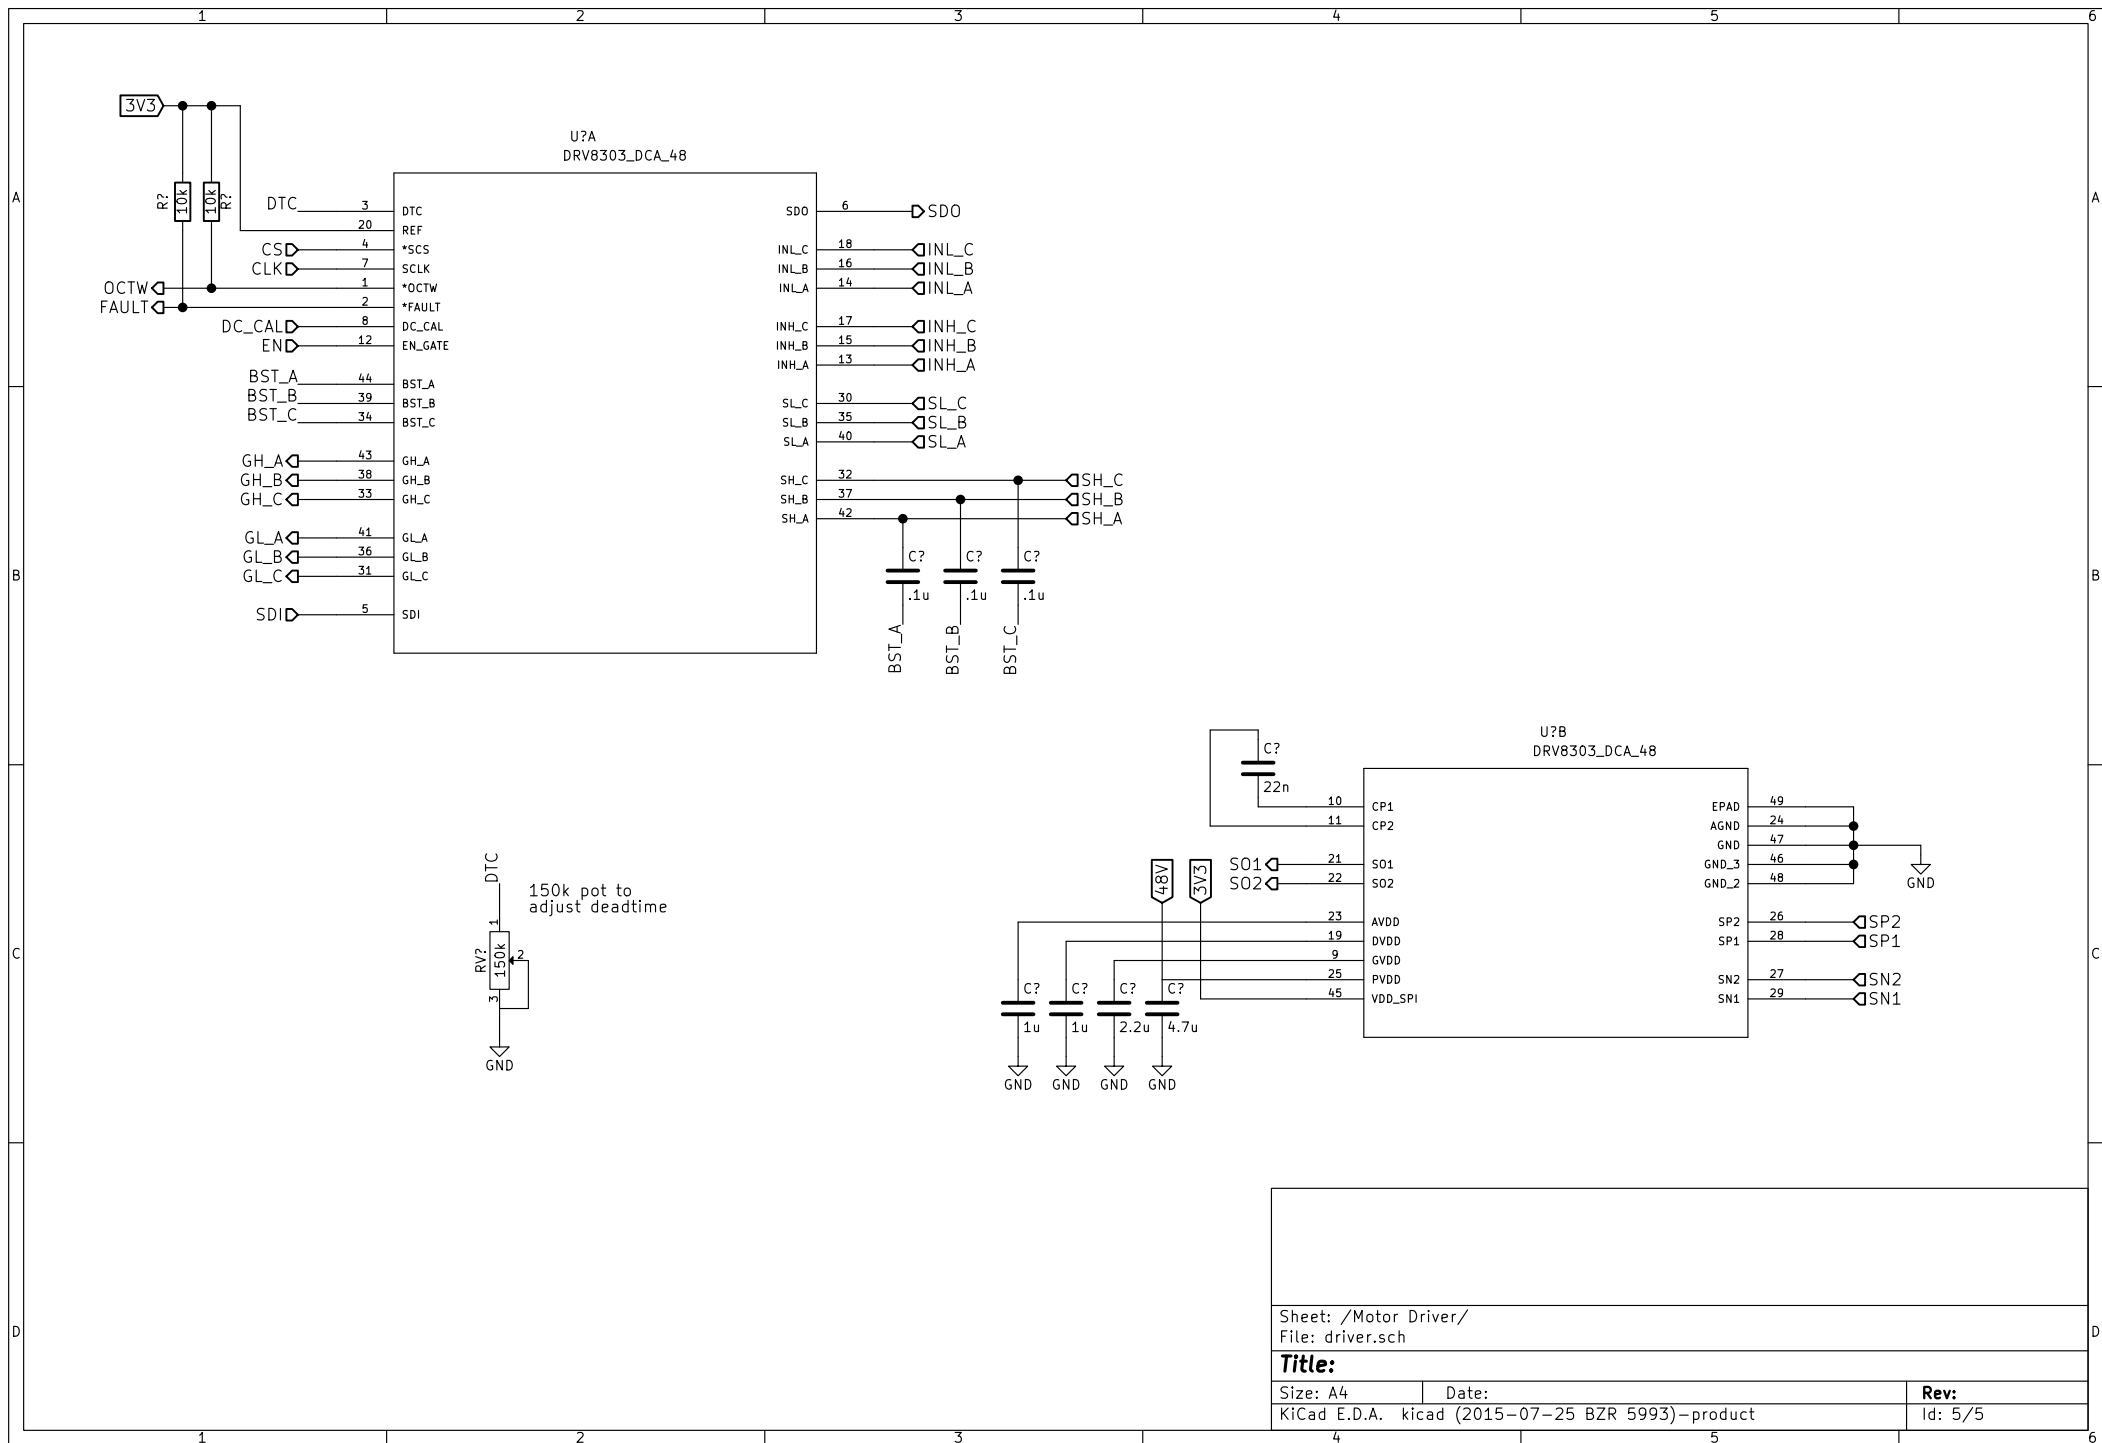 1 2 3 4 5 6
3V3
U?A
DRV8303_DCA_48
A A
R? 10k 10k R?
DTC 3 DTC SDO 6 SDO
20 REF
CS 4 *SCS INL_C 18 INL_C
CLK 7 SCLK INL_B 16 INL_B
OCTW 1 *OCTW INL_A 14 INL_A
FAULT 2 *FAULT
DC_CAL 8 DC_CAL INH_C 17 INH_C
EN 12 EN_GATE INH_B 15 INH_B
INH_A 13 INH_A
BST_A 44 BST_A
BST_B 39 BST_B SL_C 30 SL_C
BST_C 34 BST_C SL_B 35 SL_B
SL_A 40 SL_A
GH_A 43 GH_A
GH_B 38 GH_B SH_C 32 SH_C
GH_C 33 GH_C SH_B 37 SH_B
SH_A 42 SH_A
GL_A 41 GL_A
GL_B 36 GL_B C? C? C?
B GL_C 31 GL_C B
.1u .1u .1u
SDI 5 SDI
BST_A BST_B BST_C
U?B
DRV8303_DCA_48
C?
22n
10 CP1 EPAD 49
11 CP2 AGND 24
GND 47
SO1 21 SO1 GND_3 46
SO2 22 SO2 GND_2 48
GND
48V 3V3
23 AVDD SP2 26 SP2
19 DVDD SP1 28 SP1
9 GVDD
25 PVDD SN2 27 SN2
45 VDD_SPI SN1 29 SN1
C? C? C? C?
1u 1u 2.2u 4.7u
GND GND GND GND
DTC
150k pot to
adjust deadtime
1
C RV? 150k 2 C
3
GND
Sheet: /Motor Driver/
File: driver.sch
D D
Title:
Size: A4 Date: Rev:
KiCad E.D.A. kicad (2015-07-25 BZR 5993)-product Id: 5/5
1 2 3 4 5 6